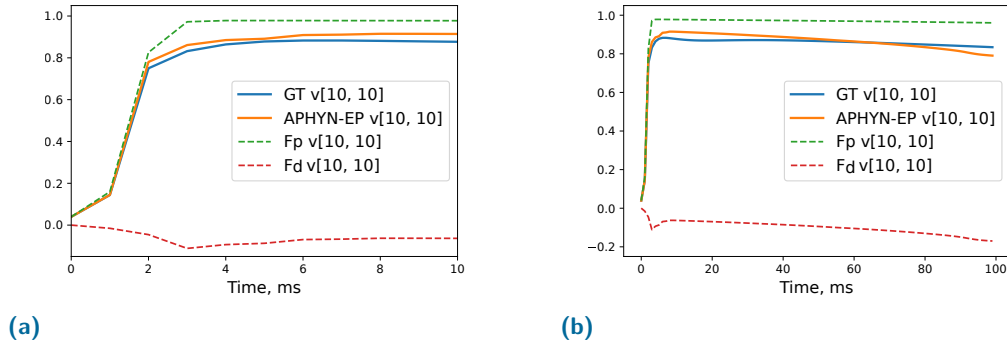 1.0
0.8
0.6
0.4
0.2
0.0
GT v[10, 10]
APHYN-EP v[10, 10]
Fp v[10, 10]
Fd v[10, 10]
0 2 4 6 8 10
Time, ms
(a)
1.0
0.8
0.6
0.4
0.2
0.0
−0.2
GT v[10, 10]
APHYN-EP v[10, 10]
Fp v[10, 10]
Fd v[10, 10]
0 20 40 60 80 100
Time, ms
(b)